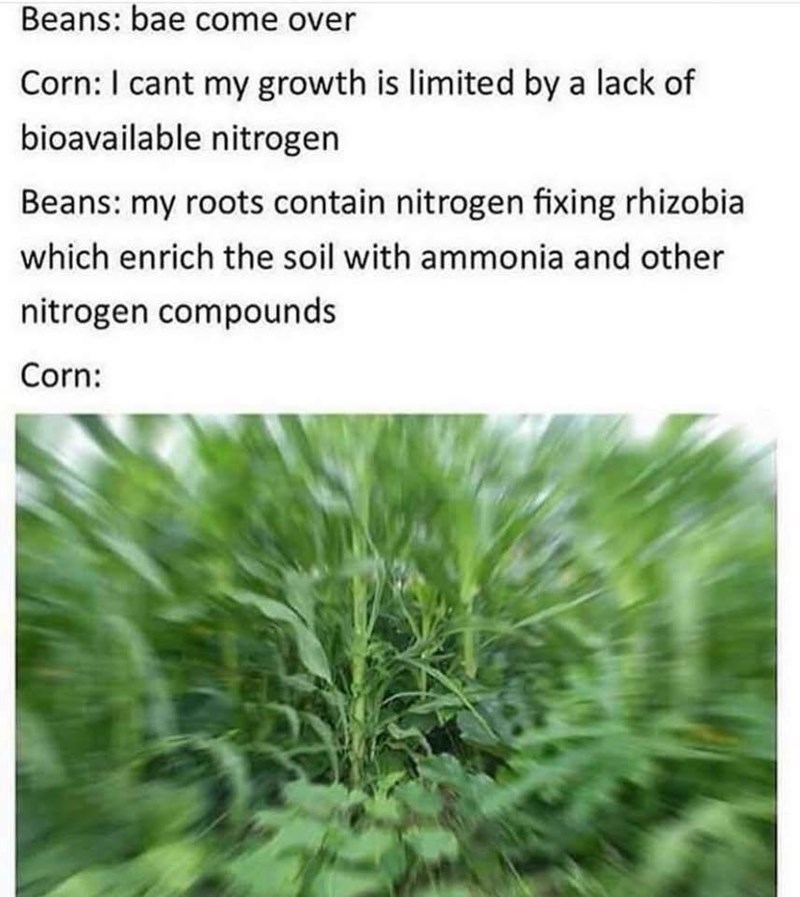 Beans: bae come over
Corn: I cant my growth is limited by a lack of
bioavailable nitrogen
Beans: my roots contain nitrogen fixing rhizobia
which enrich the soil with ammonia and other
nitrogen compounds
Corn: